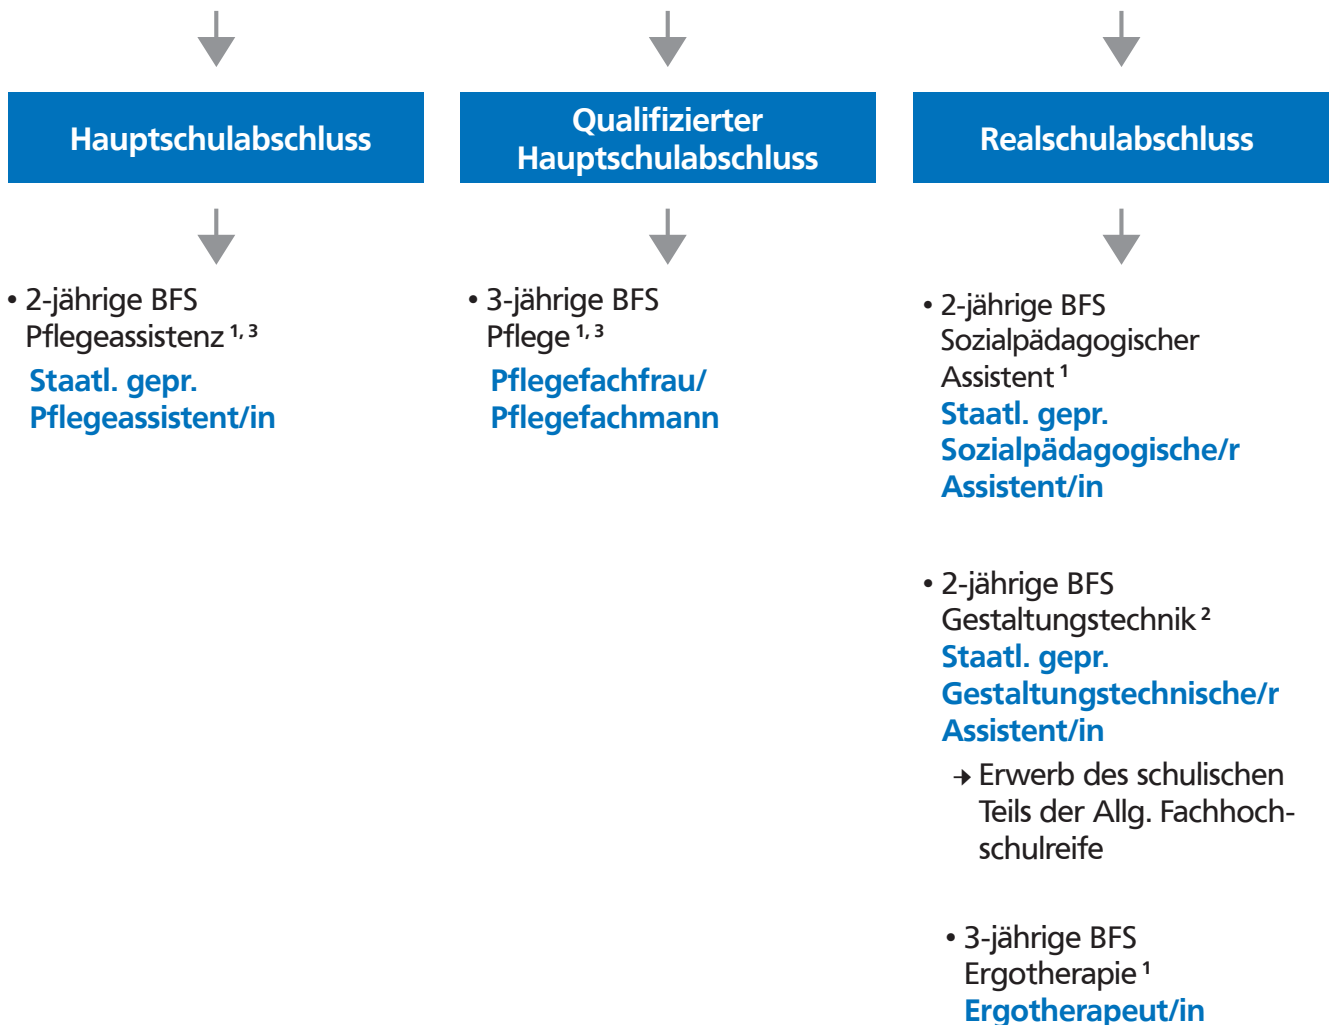 Hauptschulabschluss
Qualifizierter
Hauptschulabschluss
Realschulabschluss
• 2-jährige BFS
Pflegeassistenz 1, 3
Staatl. gepr.
Pflegeassistent/in
• 3-jährige BFS
Pflege 1, 3
Pflegefachfrau/
Pflegefachmann
• 2-jährige BFS
Sozialpädagogischer
Assistent 1
Staatl. gepr.
Sozialpädagogische/r
Assistent/in
• 2-jährige BFS
Gestaltungstechnik 2
Staatl. gepr.
Gestaltungstechnische/r
Assistent/in
→ Erwerb des schulischen
Teils der Allg. Fachhoch-
schulreife
• 3-jährige BFS
Ergotherapie 1
Ergotherapeut/in